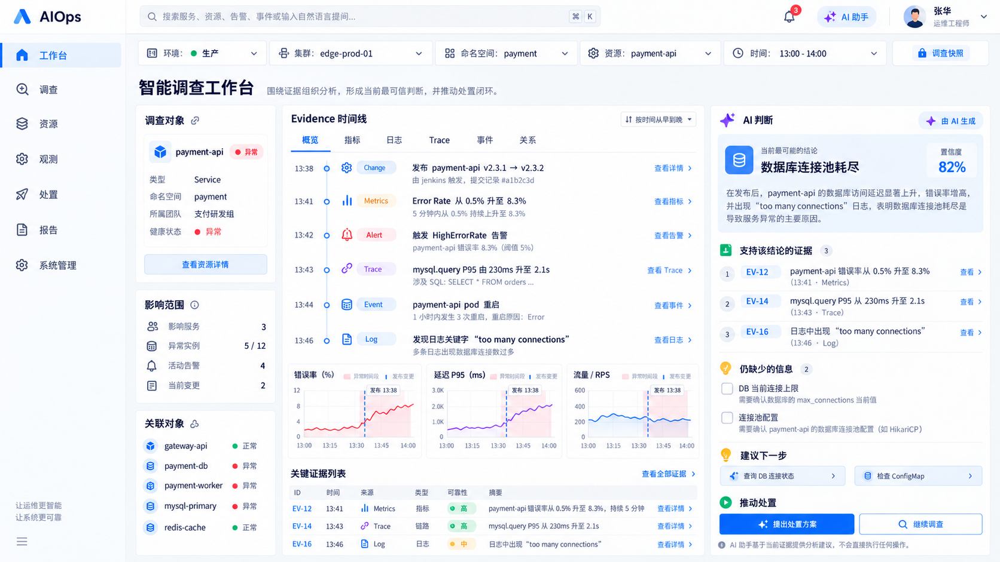 AIOps
搜索服务、资源、告警、事件或输入自然语言提问...
⌘ K
3
AI 助手
张华
运维工程师
工作台
调查
资源
观测
处置
报告
系统管理
让运维更智能
让系统更可靠
环境： 生产
集群： edge-prod-01
命名空间： payment
资源： payment-api
时间： 13:00 - 14:00
调查快照
智能调查工作台
围绕证据组织分析，形成当前最可信判断，并推动处置闭环。
调查对象
payment-api 异常
类型 Service
命名空间 payment
所属团队 支付研发组
健康状态 异常
查看资源详情
影响范围
影响服务 3
异常实例 5 / 12
活动告警 4
当前变更 2
关联对象
gateway-api 正常
payment-db 异常
payment-worker 异常
mysql-primary 异常
redis-cache 正常
Evidence 时间线
按时间从早到晚
概览 指标 日志 Trace 事件 关系
13:38 Change 发布 payment-api v2.3.1 → v2.3.2 查看详情
由 jenkins 触发，提交记录 #a1b2c3d
13:41 Metrics Error Rate 从 0.5% 升至 8.3% 查看指标
5 分钟内从 0.5% 持续上升至 8.3%
13:42 Alert 触发 HighErrorRate 告警 查看告警
payment-api 错误率 8.3%（阈值 5%）
13:43 Trace mysql.query P95 由 230ms 升至 2.1s 查看 Trace
涉及 SQL: SELECT * FROM orders ...
13:44 Event payment-api pod 重启 查看事件
1 小时内发生 3 次重启，重启原因：Error
13:46 Log 发现日志关键字 “too many connections” 查看日志
多条日志出现数据库连接数过多
错误率（%） 异常时间段 发布变更
发布 13:38
12
8
4
0
13:00 13:15 13:30 13:45 14:00
延迟 P95（ms） 异常时间段 发布变更
发布 13:38
3.0K
2.0K
1.0K
0
13:00 13:15 13:30 13:45 14:00
流量 / RPS 异常时间段 发布变更
发布 13:38
600
400
200
0
13:00 13:15 13:30 13:45 14:00
关键证据列表 查看全部证据
ID 时间 来源 类型 可靠性 摘要
EV-12 13:41 Metrics 指标 高 payment-api 错误率从 0.5% 升至 8.3%，持续 5 分钟 查看详情
EV-14 13:43 Trace 链路 高 mysql.query P95 从 230ms 升至 2.1s 查看详情
EV-16 13:46 Log 日志 中 日志中出现 “too many connections” 查看详情
AI 判断 由 AI 生成
当前最可能的结论
数据库连接池耗尽
置信度
82%
在发布后，payment-api 的数据库访问延迟显著上升，错误率增高，
并出现 “too many connections” 日志，表明数据库连接池耗尽是
导致服务异常的主要原因。
支持该结论的证据 3
1 EV-12 payment-api 错误率从 0.5% 升至 8.3% 查看
(13:41 · Metrics)
2 EV-14 mysql.query P95 从 230ms 升至 2.1s 查看
(13:43 · Trace)
3 EV-16 日志中出现 “too many connections” 查看
(13:46 · Log)
仍缺少的信息 2
DB 当前连接上限
需要确认数据库的 max_connections 当前值
连接池配置
需要确认 payment-api 的数据库连接池配置（如 HikariCP）
建议下一步
查询 DB 连接状态
检查 ConfigMap
推动处置
提出处置方案
继续调查
AI 助手基于当前证据提供分析建议，不会直接执行任何操作。